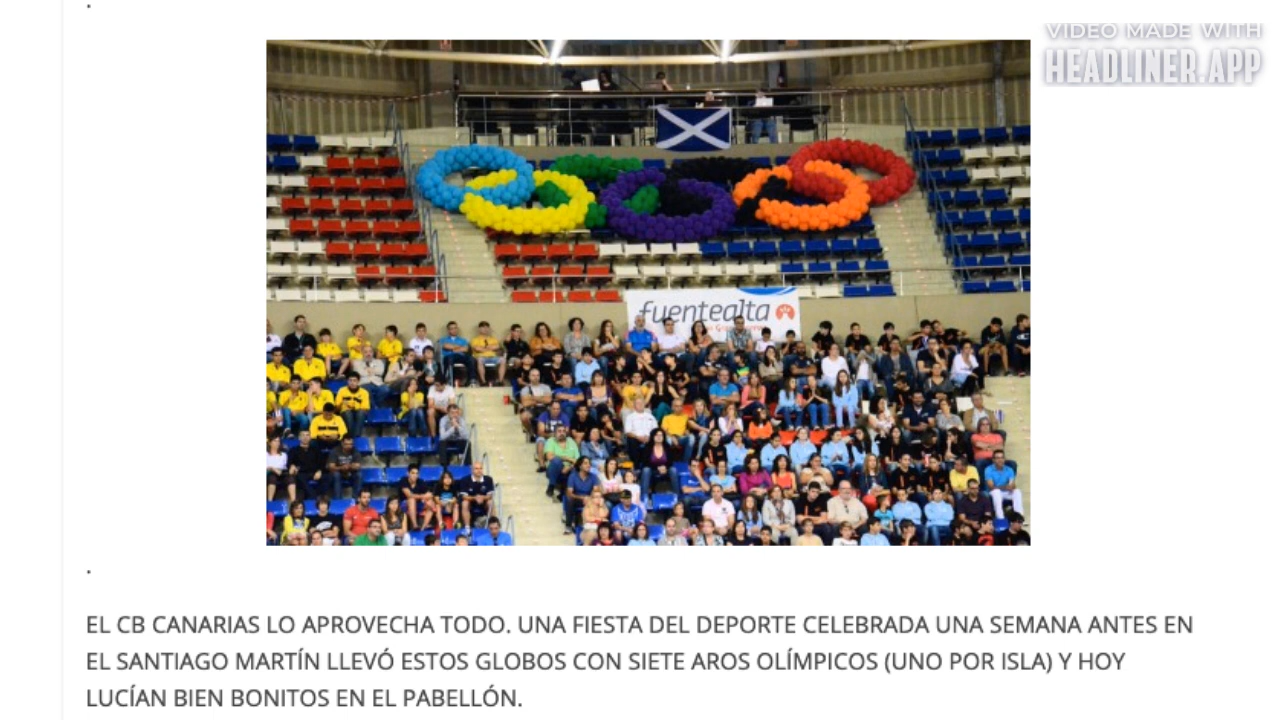 .
VIDEO MADE WITH
HEADLINER.APP
fuentealta
.
EL CB CANARIAS LO APROVECHA TODO. UNA FIESTA DEL DEPORTE CELEBRADA UNA SEMANA ANTES EN
EL SANTIAGO MARTÍN LLEVÓ ESTOS GLOBOS CON SIETE AROS OLÍMPICOS (UNO POR ISLA) Y HOY
LUCÍAN BIEN BONITOS EN EL PABELLÓN.